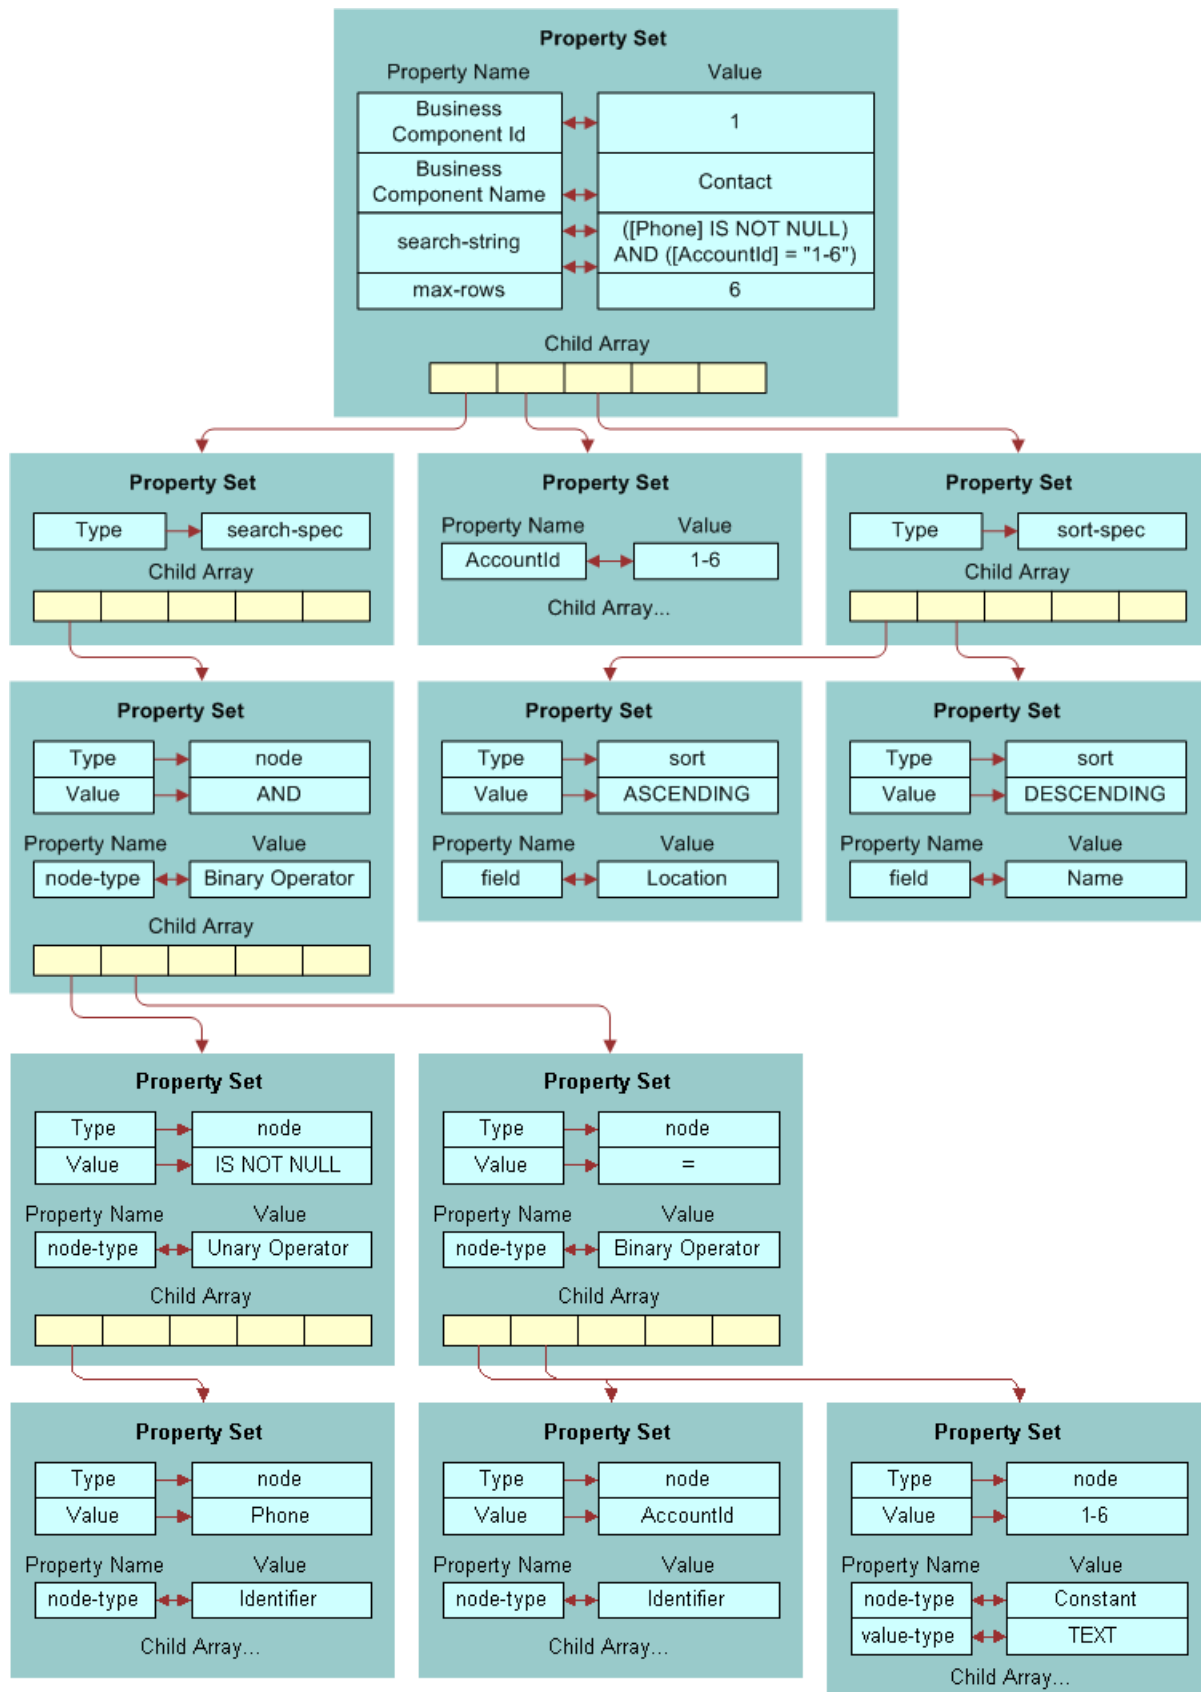 Property Set
Property Name Value
Business
Component Id
1
Business
Component Name
Contact
search-string
([Phone] IS NOT NULL)
AND ([AccountId] = "1-6")
max-rows 6
Child Array
Property Set
Type search-spec
Child Array
Property Set
Property Name Value
AccountId 1-6
Child Array...
Property Set
Type sort-spec
Child Array
Property Set
Type node
Value AND
Property Name Value
node-type Binary Operator
Child Array
Property Set
Type sort
Value ASCENDING
Property Name Value
field Location
Property Set
Type sort
Value DESCENDING
Property Name Value
field Name
Property Set
Type node
Value IS NOT NULL
Property Name Value
node-type Unary Operator
Child Array
Property Set
Type node
Value =
Property Name Value
node-type Binary Operator
Child Array
Property Set
Type node
Value Phone
Property Name Value
node-type Identifier
Child Array...
Property Set
Type node
Value AccountId
Property Name Value
node-type Identifier
Child Array...
Property Set
Type node
Value 1-6
Property Name Value
node-type Constant
value-type TEXT
Child Array...